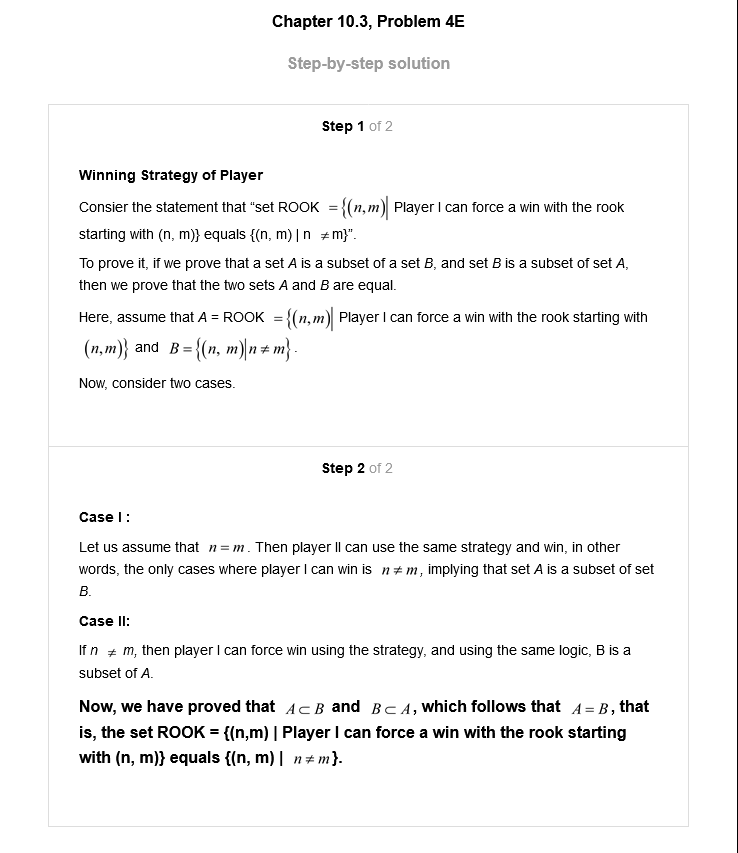 Chapter 10.3, Problem 4E
Step-by-step solution
Step 1 of 2
Winning Strategy of Player
Consier the statement that “set ROOK = {(n, m)| Player I can force a win with the rook
starting with (n, m)} equals {(n, m) | n ≠ m}”.
To prove it, if we prove that a set A is a subset of a set B, and set B is a subset of set A,
then we prove that the two sets A and B are equal.
Here, assume that A = ROOK = {(n, m)| Player I can force a win with the rook starting with
(n, m)} and B = {(n, m)|n ≠ m}.
Now, consider two cases.
Step 2 of 2
Case I :
Let us assume that n = m. Then player II can use the same strategy and win, in other
words, the only cases where player I can win is n ≠ m, implying that set A is a subset of set
B.
Case II:
If n ≠ m, then player I can force win using the strategy, and using the same logic, B is a
subset of A.
Now, we have proved that A ⊂ B and B ⊂ A, which follows that A = B, that
is, the set ROOK = {(n,m) | Player I can force a win with the rook starting
with (n, m)} equals {(n, m) | n ≠ m}.